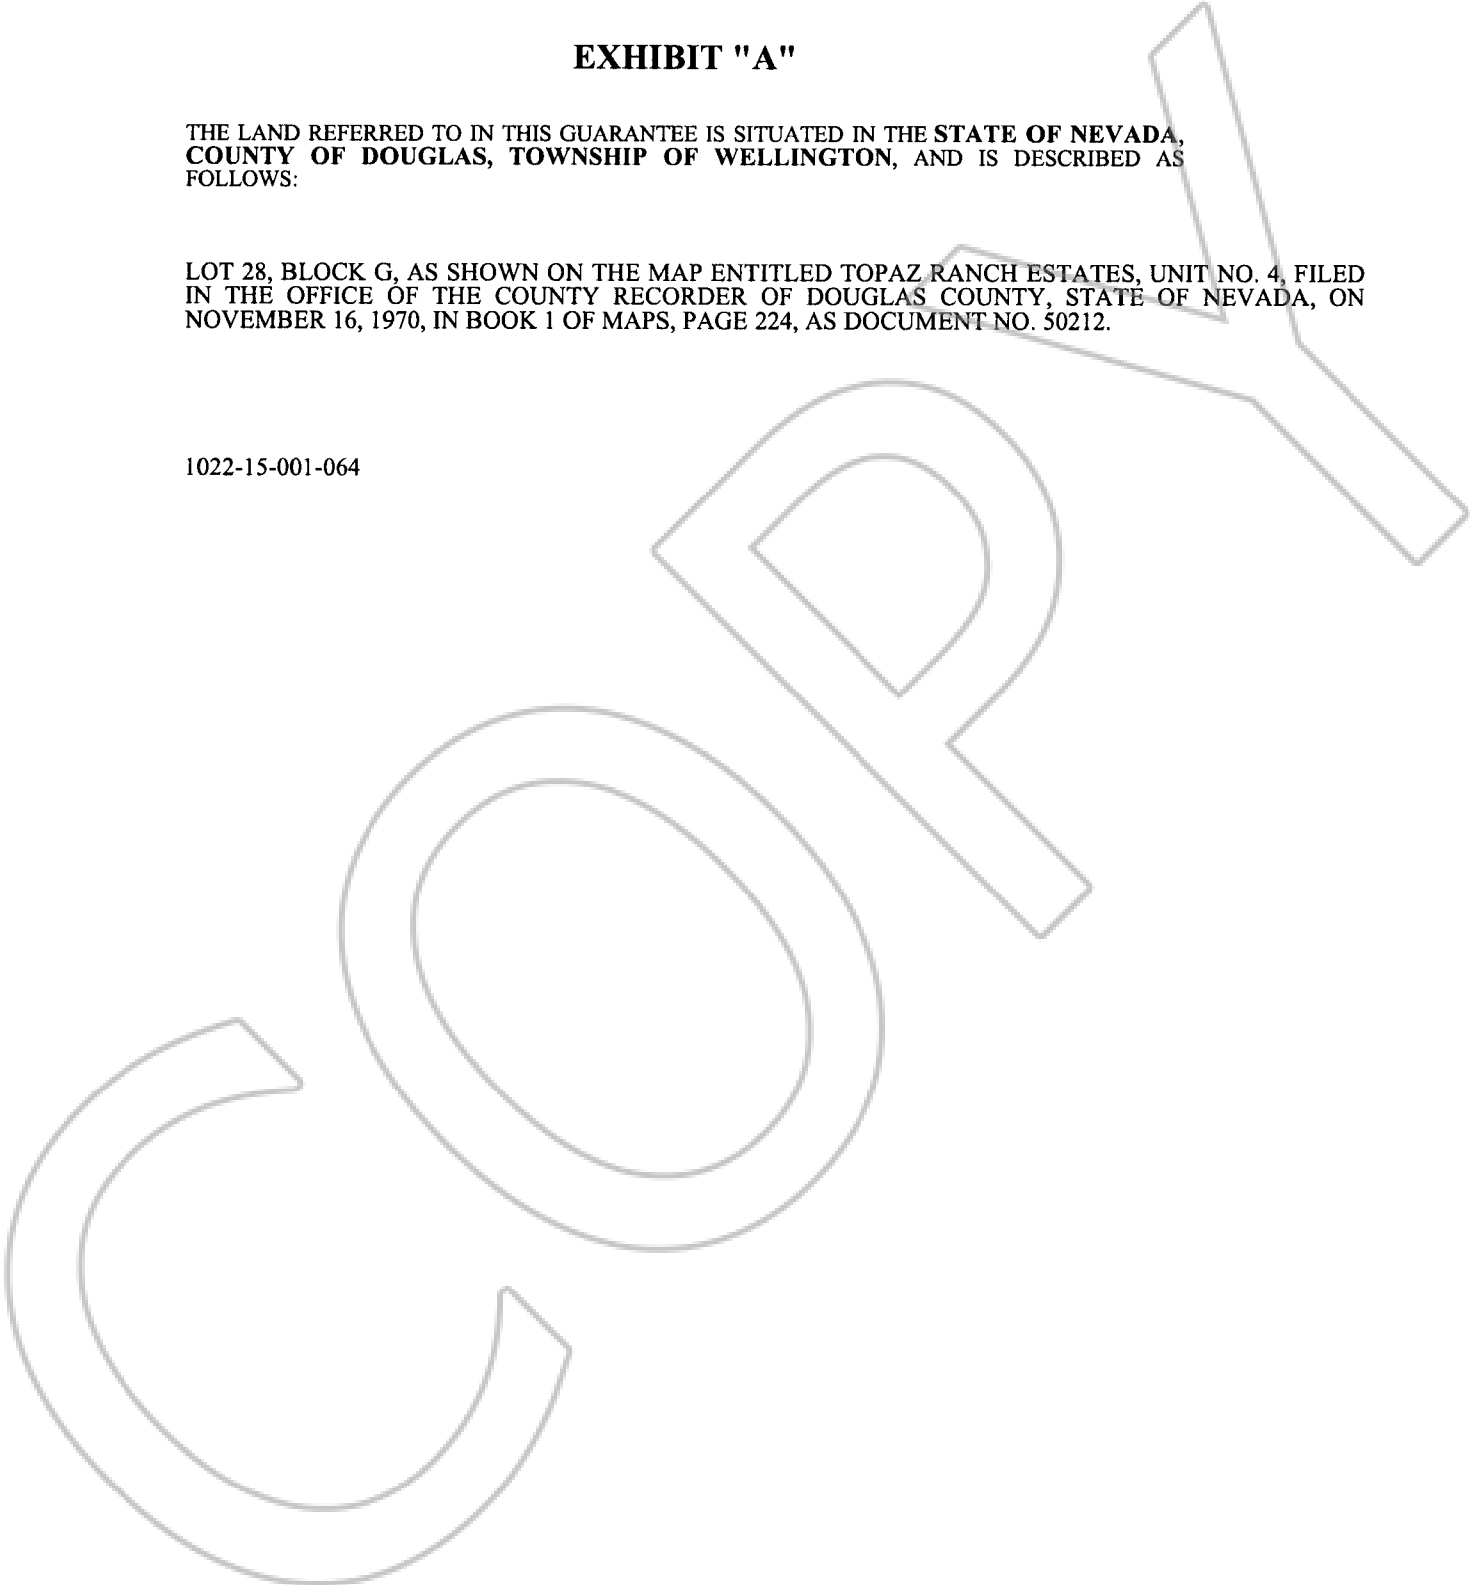 EXHIBIT "A"
THE LAND REFERRED TO IN THIS GUARANTEE IS SITUATED IN THE STATE OF NEVADA,
COUNTY OF DOUGLAS, TOWNSHIP OF WELLINGTON, AND IS DESCRIBED AS
FOLLOWS:
LOT 28, BLOCK G, AS SHOWN ON THE MAP ENTITLED TOPAZ RANCH ESTATES, UNIT NO. 4, FILED
IN THE OFFICE OF THE COUNTY RECORDER OF DOUGLAS COUNTY, STATE OF NEVADA, ON
NOVEMBER 16, 1970, IN BOOK 1 OF MAPS, PAGE 224, AS DOCUMENT NO. 50212.
1022-15-001-064
COPY